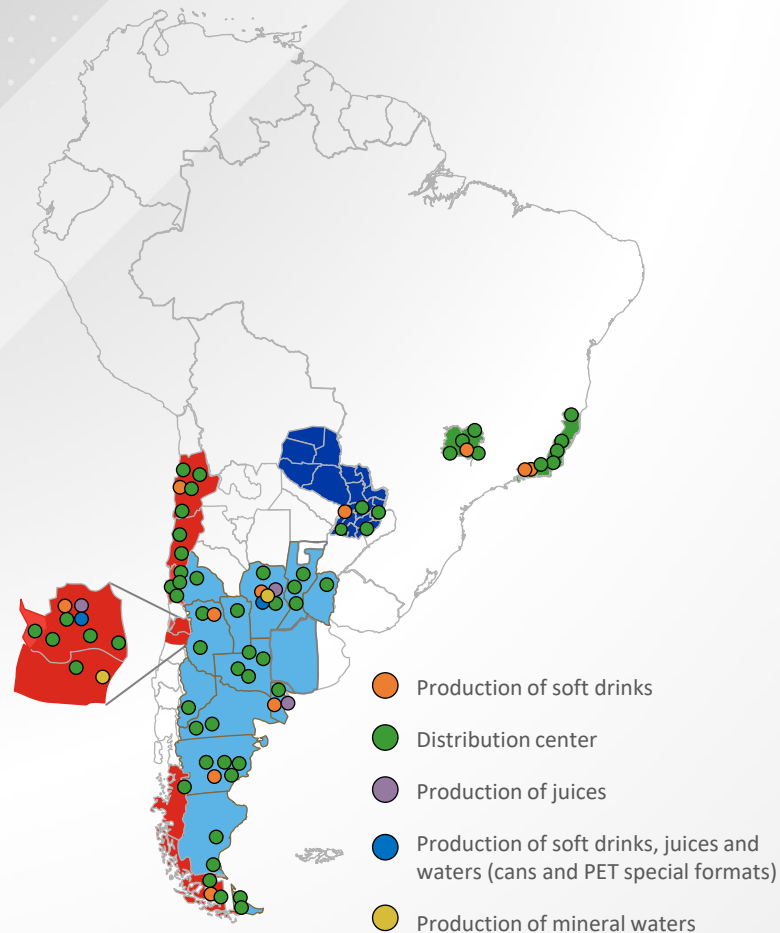 Production of soft drinks
Distribution center
Production of juices
Production of soft drinks, juices and
waters (cans and PET special formats)
Production of mineral waters